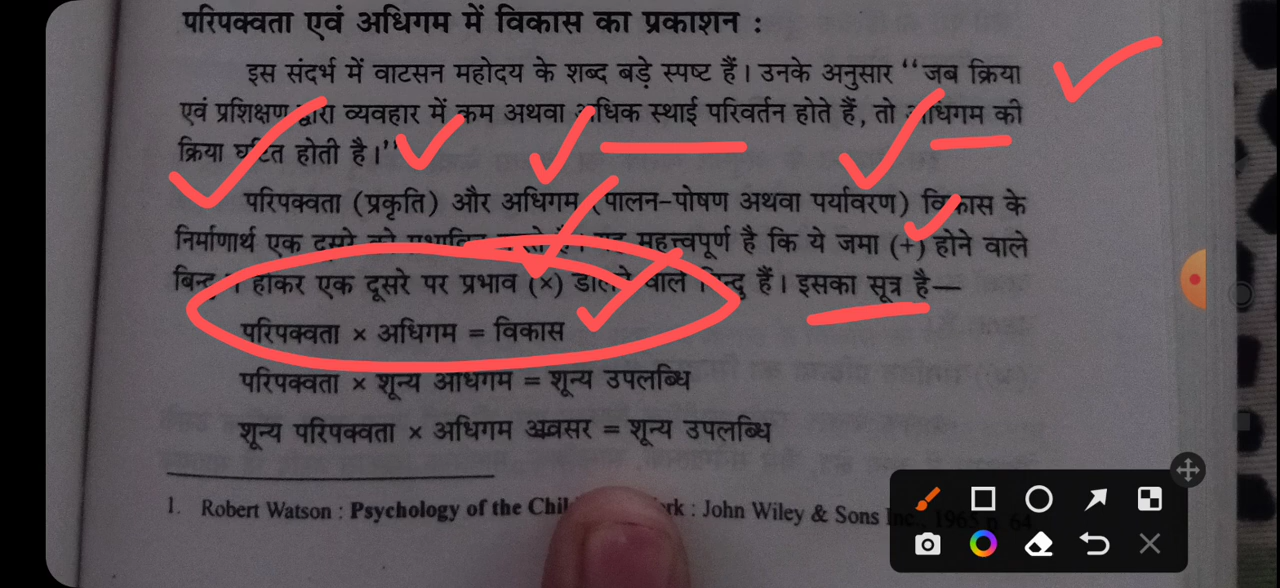 परिपक्वता एवं अधिगम में विकास का प्रकाशन :
इस संदर्भ में वाटसन महोदय के शब्द बड़े स्पष्ट हैं। उनके अनुसार “जब क्रिया
एवं प्रशिक्षण द्वारा व्यवहार में कम अथवा अधिक स्थाई परिवर्तन होते हैं, तो अधिगम की
क्रिया घटित होती है।”
परिपक्वता (प्रकृति) और अधिगम (पालन-पोषण अथवा पर्यावरण) विकास के
निर्माणार्थ एक दूसरे को प्रभावित करते हैं। यह महत्त्वपूर्ण है कि ये जमा (+) होने वाले
बिन्दु न होकर एक दूसरे पर प्रभाव (×) डालने वाले बिन्दु हैं। इसका सूत्र है—
परिपक्वता × अधिगम = विकास
परिपक्वता × शून्य अधिगम = शून्य उपलब्धि
शून्य परिपक्वता × अधिगम अवसर = शून्य उपलब्धि
1. Robert Watson : Psychology of the : John Wiley & Sons Inc., 1965 p. 64